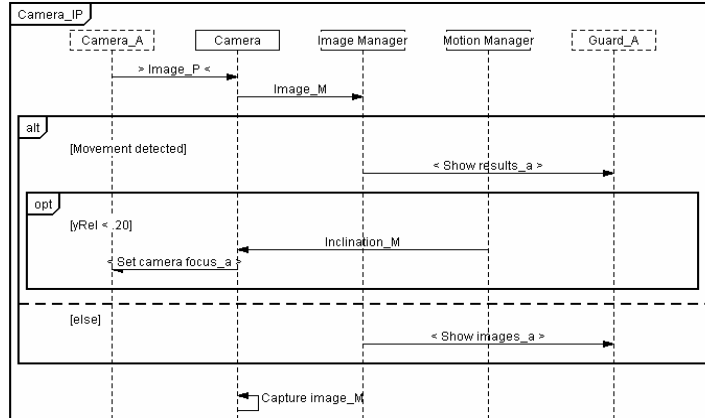 Camera_IP
Camera_A Camera Image Manager Motion Manager Guard_A
> Image_P <
Image_M
alt
[Movement detected]
< Show results_a >
opt
[yRel < .20]
Inclination_M
< Set camera focus_a >
[else]
< Show images_a >
Capture image_M